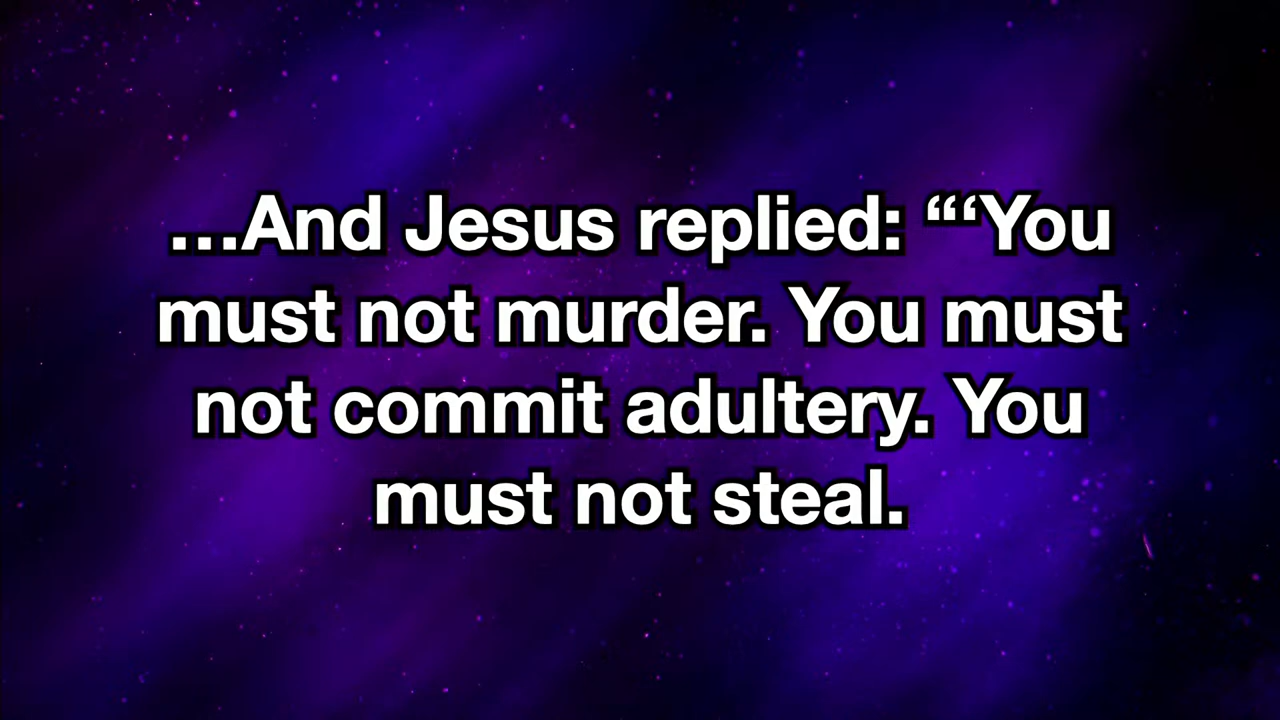 …And Jesus replied: “‘You
must not murder. You must
not commit adultery. You
must not steal.